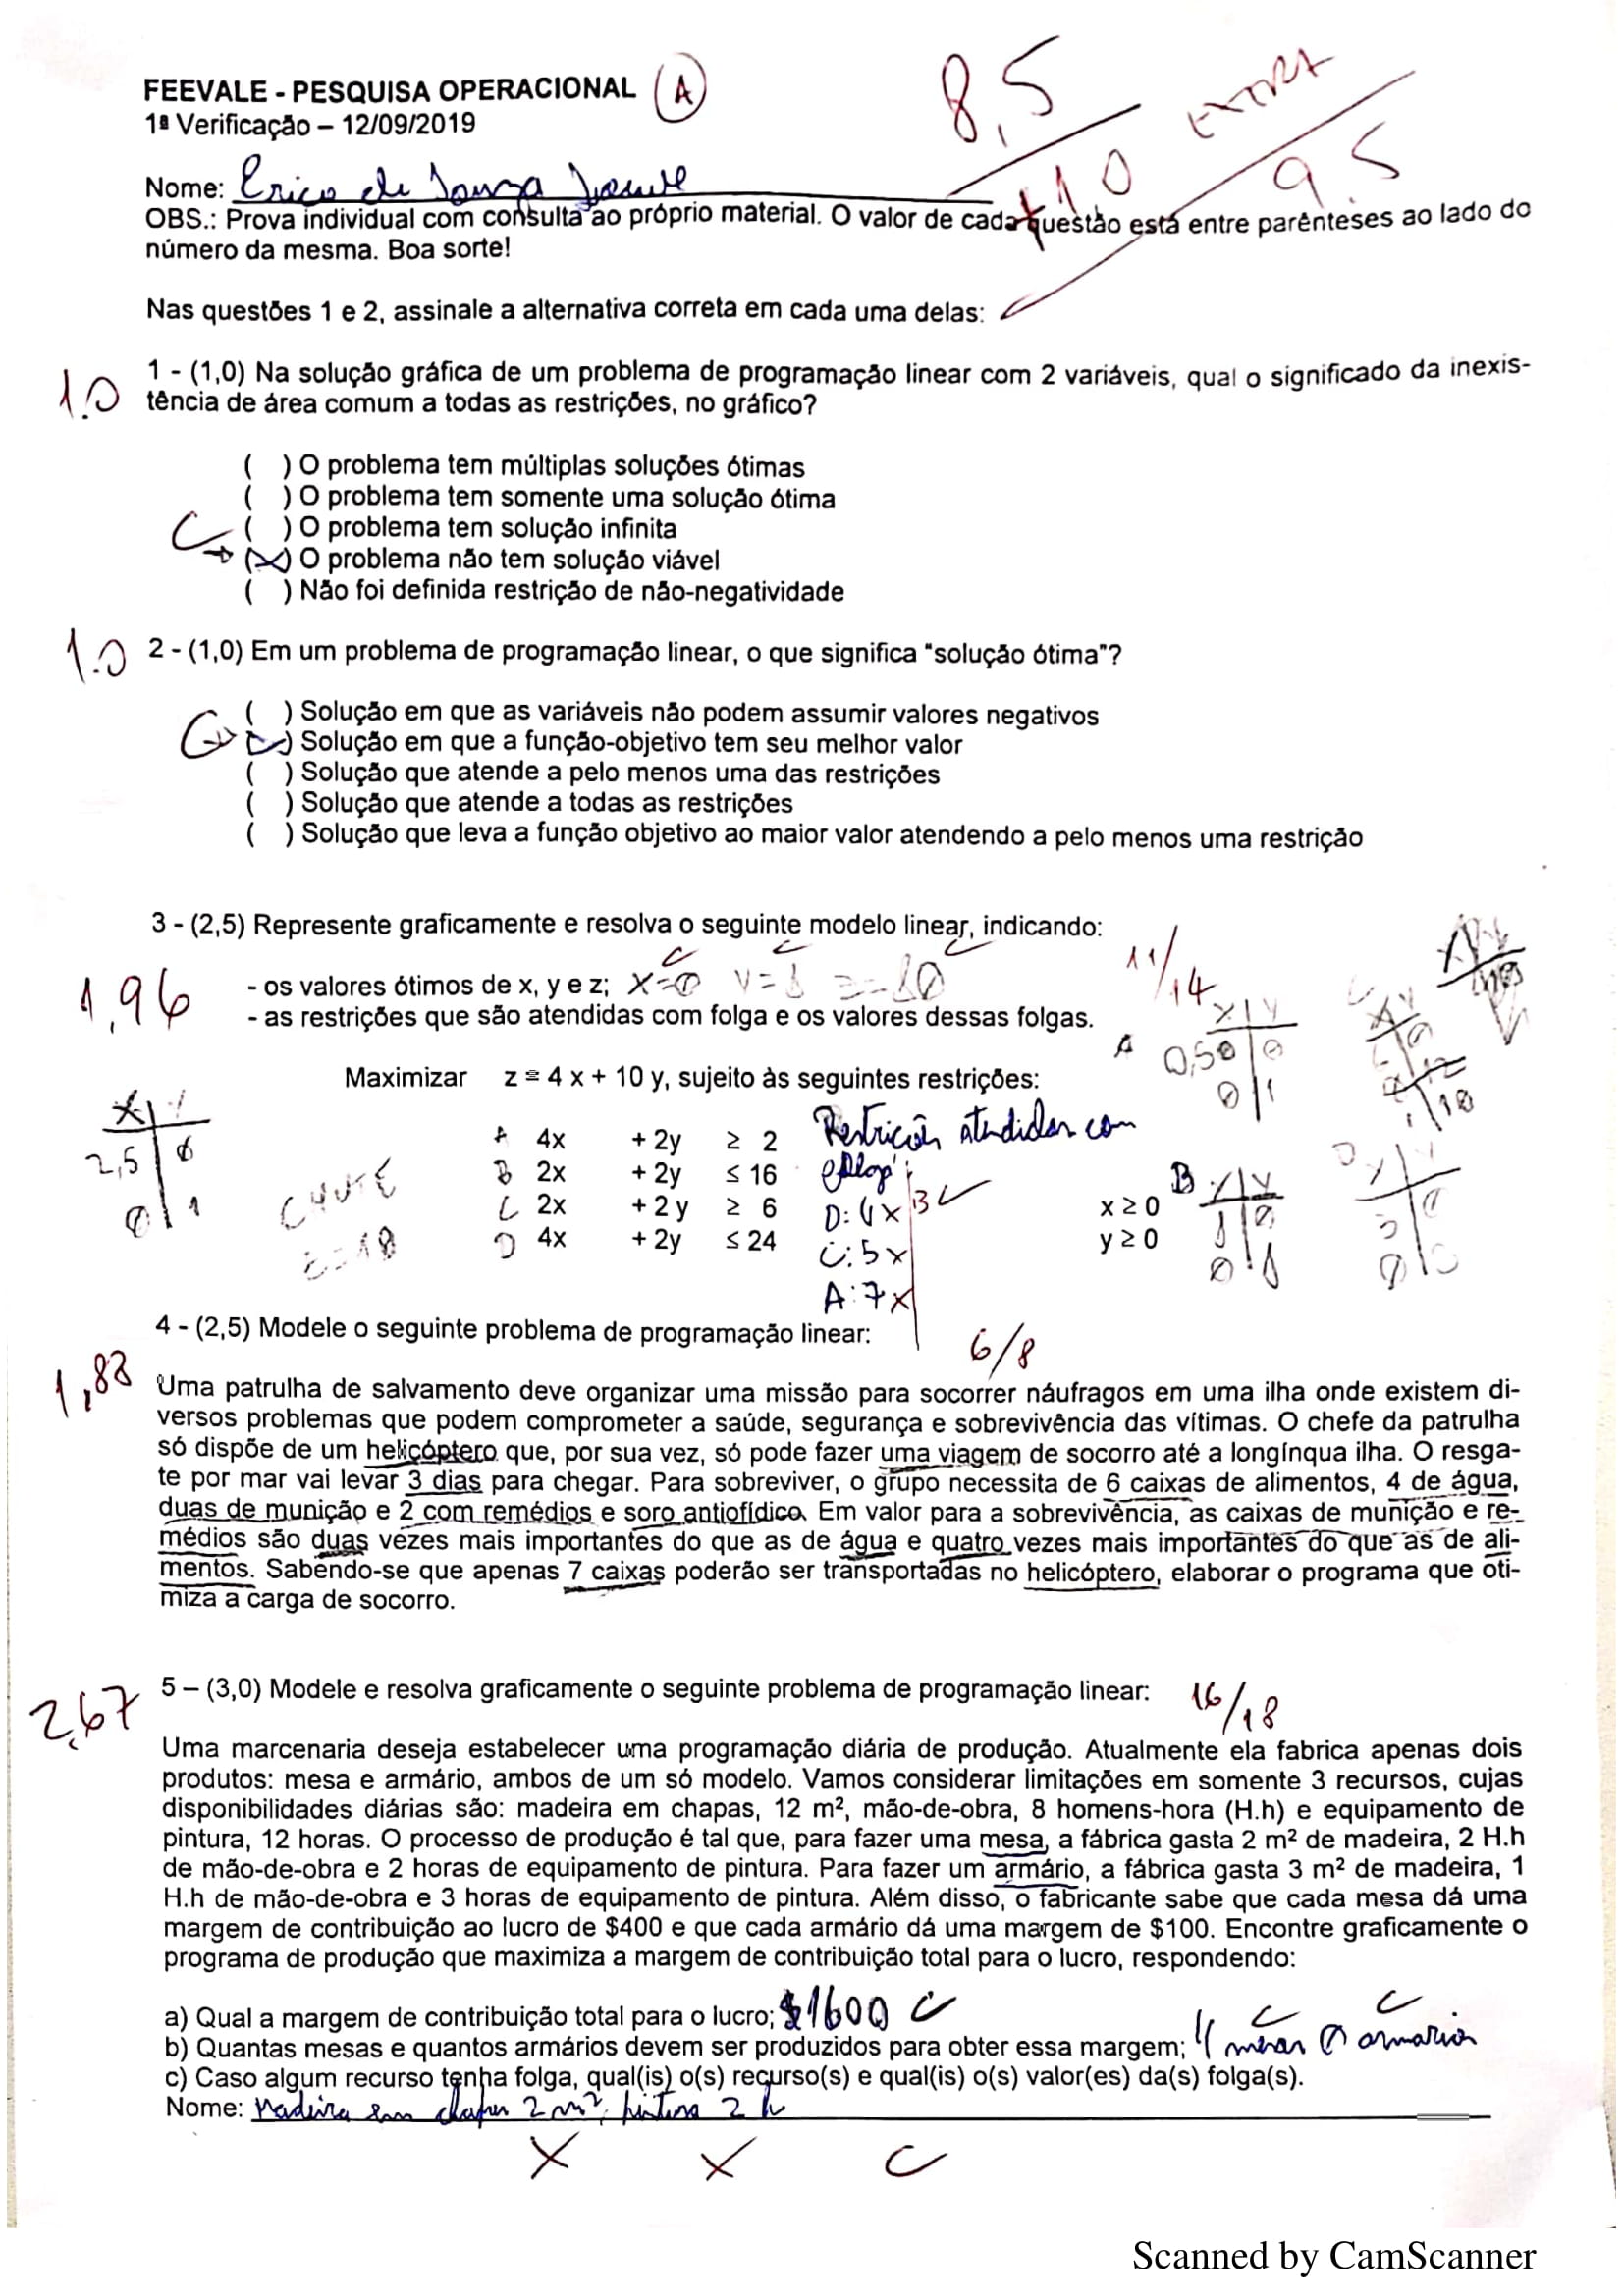 FEEVALE - PESQUISA OPERACIONAL A
1ª Verificação – 12/09/2019
8,5
+1,0 EXTRA
9.5
Nome: Erico de Souza
OBS.: Prova individual com consulta ao próprio material. O valor de cada questão está entre parênteses ao lado do
número da mesma. Boa sorte!
Nas questões 1 e 2, assinale a alternativa correta em cada uma delas:
1.0
1 - (1,0) Na solução gráfica de um problema de programação linear com 2 variáveis, qual o significado da inexis-
tência de área comum a todas as restrições, no gráfico?
( ) O problema tem múltiplas soluções ótimas
( ) O problema tem somente uma solução ótima
( ) O problema tem solução infinita
(X) O problema não tem solução viável
( ) Não foi definida restrição de não-negatividade
1.0
2 - (1,0) Em um problema de programação linear, o que significa “solução ótima”?
( ) Solução em que as variáveis não podem assumir valores negativos
(X) Solução em que a função-objetivo tem seu melhor valor
( ) Solução que atende a pelo menos uma das restrições
( ) Solução que atende a todas as restrições
( ) Solução que leva a função objetivo ao maior valor atendendo a pelo menos uma restrição
3 - (2,5) Represente graficamente e resolva o seguinte modelo linear, indicando:
1,96
11/14
- os valores ótimos de x, y e z; X=0 Y=8 Z=80
- as restrições que são atendidas com folga e os valores dessas folgas.
Maximizar z = 4 x + 10 y, sujeito às seguintes restrições:
A 4x + 2y ≥ 2
B 2x + 2y ≤ 16
C 2x + 2 y ≥ 6 x ≥ 0
D 4x + 2y ≤ 24 y ≥ 0
Restrições atendidas com
D: 4 X B
C: 5 X
A: 7 X
X Y
2,5 0
0 1
CHUTE
Z=10
A X Y
0,50 0
0 1
B X Y
8 0
0 8
4 - (2,5) Modele o seguinte problema de programação linear:
6/8
1,88
Uma patrulha de salvamento deve organizar uma missão para socorrer náufragos em uma ilha onde existem di-
versos problemas que podem comprometer a saúde, segurança e sobrevivência das vítimas. O chefe da patrulha
só dispõe de um helicóptero que, por sua vez, só pode fazer uma viagem de socorro até a longínqua ilha. O resga-
te por mar vai levar 3 dias para chegar. Para sobreviver, o grupo necessita de 6 caixas de alimentos, 4 de água,
duas de munição e 2 com remédios e soro antiofídico. Em valor para a sobrevivência, as caixas de munição e re-
médios são duas vezes mais importantes do que as de água e quatro vezes mais importantes do que as de ali-
mentos. Sabendo-se que apenas 7 caixas poderão ser transportadas no helicóptero, elaborar o programa que oti-
miza a carga de socorro.
2,67
5 – (3,0) Modele e resolva graficamente o seguinte problema de programação linear: 16/18
Uma marcenaria deseja estabelecer uma programação diária de produção. Atualmente ela fabrica apenas dois
produtos: mesa e armário, ambos de um só modelo. Vamos considerar limitações em somente 3 recursos, cujas
disponibilidades diárias são: madeira em chapas, 12 m², mão-de-obra, 8 homens-hora (H.h) e equipamento de
pintura, 12 horas. O processo de produção é tal que, para fazer uma mesa, a fábrica gasta 2 m² de madeira, 2 H.h
de mão-de-obra e 2 horas de equipamento de pintura. Para fazer um armário, a fábrica gasta 3 m² de madeira, 1
H.h de mão-de-obra e 3 horas de equipamento de pintura. Além disso, o fabricante sabe que cada mesa dá uma
margem de contribuição ao lucro de $400 e que cada armário dá uma margem de $100. Encontre graficamente o
programa de produção que maximiza a margem de contribuição total para o lucro, respondendo:
a) Qual a margem de contribuição total para o lucro; $1600 C
b) Quantas mesas e quantos armários devem ser produzidos para obter essa margem; 4 mesas 0 armarios
c) Caso algum recurso tenha folga, qual(is) o(s) recurso(s) e qual(is) o(s) valor(es) da(s) folga(s).
Nome: Madeira em chapas 2 m², pintura 2 h
X X C
Scanned by CamScanner